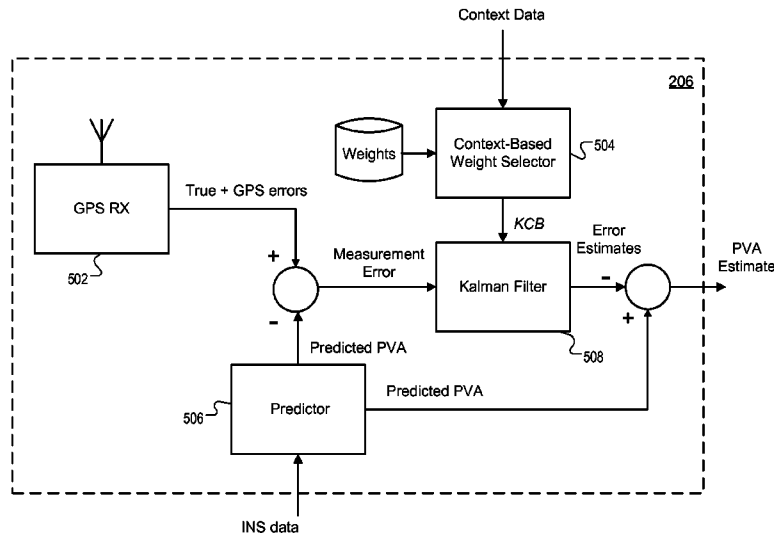 Context Data
206
Weights
Context-Based
Weight Selector
504
GPS RX
True + GPS errors
502
KCB
Error
Estimates
PVA
Estimate
+
Measurement
Error
Kalman Filter
-
-
+
508
Predicted PVA
506
Predictor
Predicted PVA
INS data